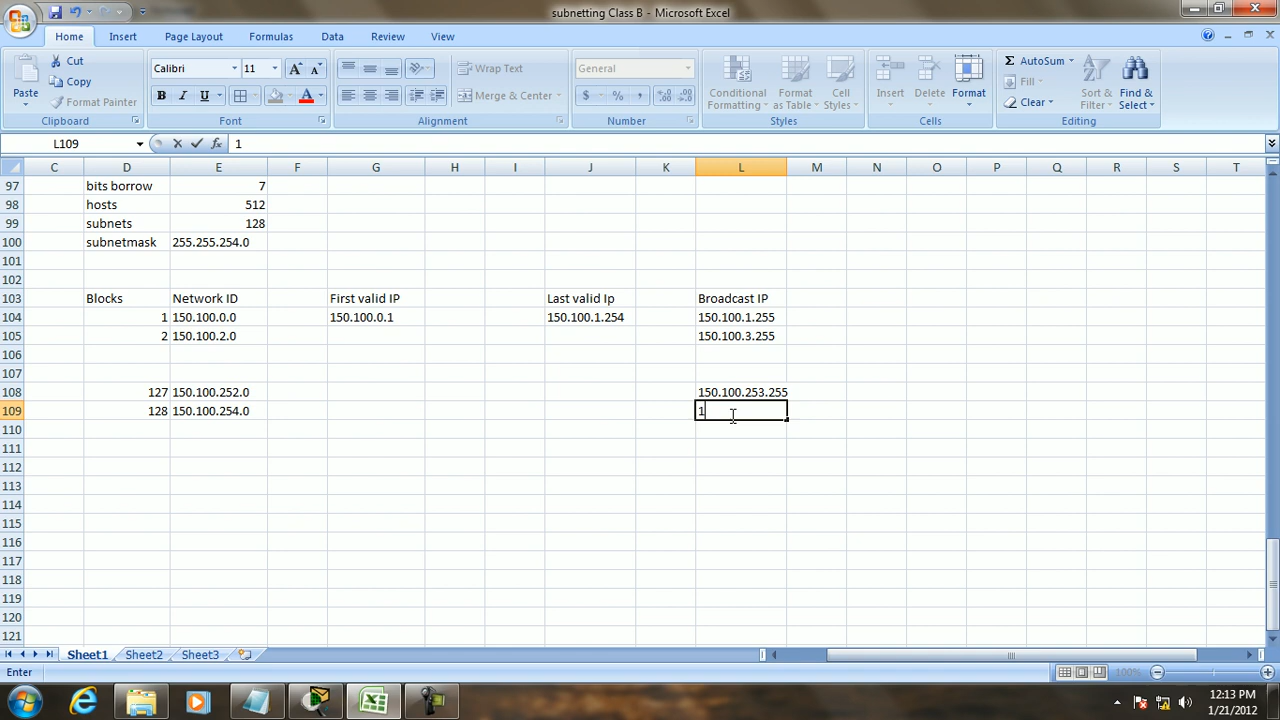 subnetting Class B - Microsoft Excel
Home Insert Page Layout Formulas Data Review View
Paste
Cut
Copy
Format Painter
Clipboard
Calibri 11
B I U
Font
Wrap Text
Merge & Center
Alignment
General
$ % ,
Number
Conditional Formatting
Format as Table
Cell Styles
Styles
Insert Delete Format
Cells
AutoSum
Fill
Clear
Sort & Filter
Find & Select
Editing
L109 fx 1
C D E F G H I J K L M N O P Q R S T
97 bits borrow 7
98 hosts 512
99 subnets 128
100 subnetmask 255.255.254.0
101
102
103 Blocks Network ID First valid IP Last valid Ip Broadcast IP
104 1 150.100.0.0 150.100.0.1 150.100.1.254 150.100.1.255
105 2 150.100.2.0 150.100.3.255
106
107
108 127 150.100.252.0 150.100.253.255
109 128 150.100.254.0 1
110
111
112
113
114
115
116
117
118
119
120
121
Sheet1 Sheet2 Sheet3
Enter 100%
12:13 PM
1/21/2012